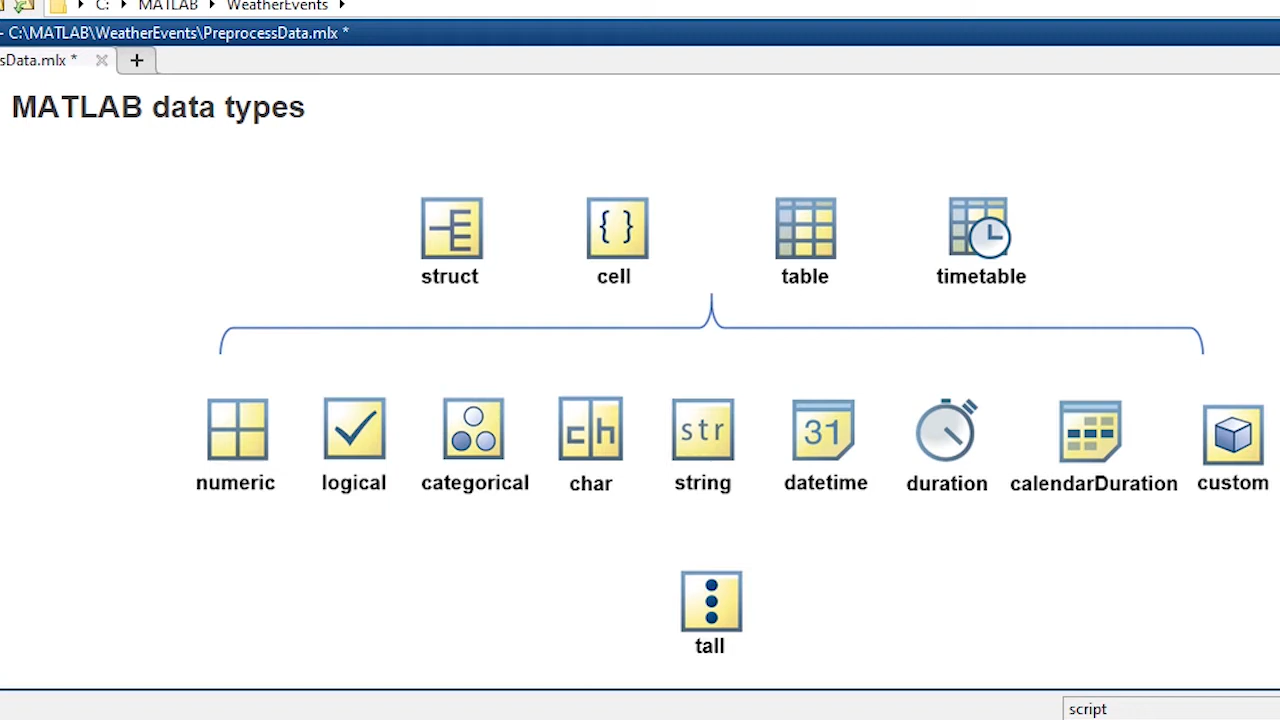 C: MATLAB WeatherEvents
- C:\MATLAB\WeatherEvents\PreprocessData.mlx *
sData.mlx *
MATLAB data types
{ }
struct cell table timetable
ch str 31
numeric logical categorical char string datetime duration calendarDuration custom
tall
script